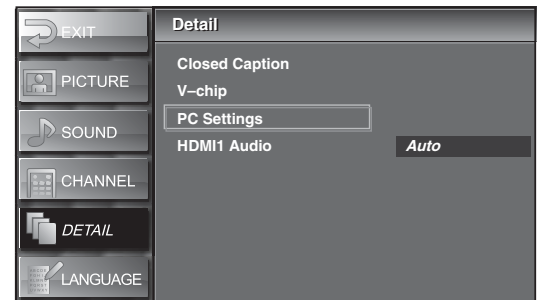 EXIT
PICTURE
SOUND
CHANNEL
DETAIL
LANGUAGE
Detail
Closed Caption
V–chip
PC Settings
HDMI1 Audio Auto